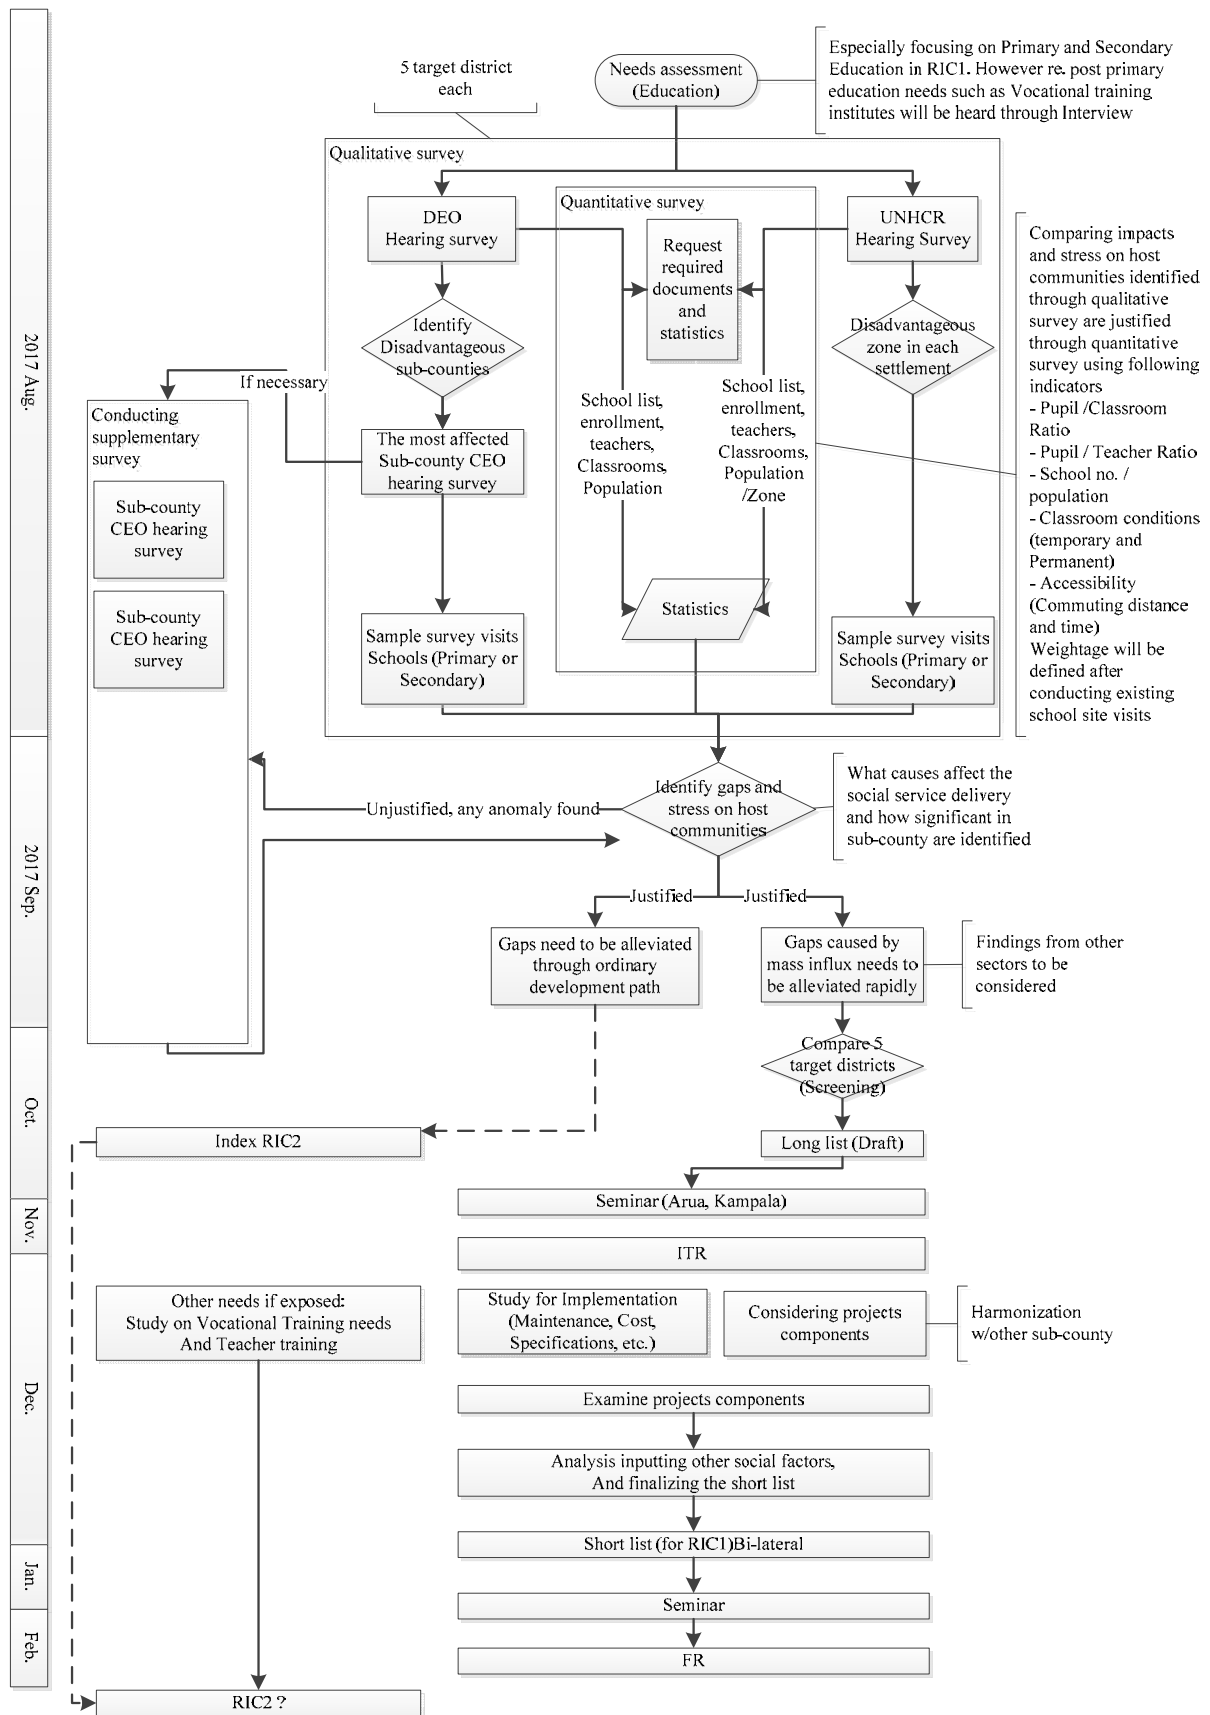 5 target district
each
Needs assessment
(Education)
Especially focusing on Primary and Secondary
Education in RIC1. However re. post primary
education needs such as Vocational training
institutes will be heard through Interview
Qualitative survey
DEO
Hearing survey
Quantitative survey
Request
required
documents
and
statistics
UNHCR
Hearing Survey
Comparing impacts
and stress on host
communities identified
through qualitative
survey are justified
through quantitative
survey using following
indicators
- Pupil /Classroom
Ratio
- Pupil / Teacher Ratio
- School no. /
population
- Classroom conditions
(temporary and
Permanent)
- Accessibility
(Commuting distance
and time)
Weightage will be
defined after
conducting existing
school site visits
2017 Aug.
Identify
Disadvantageous
sub-counties
Disadvantageous
zone in each
settlement
If necessary
Conducting
supplementary
survey
Sub-county
CEO hearing
survey
Sub-county
CEO hearing
survey
The most affected
Sub-county CEO
hearing survey
School list,
enrollment,
teachers,
Classrooms,
Population
School list,
enrollment,
teachers,
Classrooms,
Population
/Zone
Statistics
Sample survey visits
Schools (Primary or
Secondary)
Sample survey visits
Schools (Primary or
Secondary)
2017 Sep.
Unjustified, any anomaly found
Identify gaps and
stress on host
communities
What causes affect the
social service delivery
and how significant in
sub-county are identified
Justified
Justified
Gaps need to be alleviated
through ordinary
development path
Gaps caused by
mass influx needs to
be alleviated rapidly
Findings from other
sectors to be
considered
Oct.
Compare 5
target districts
(Screening)
Index RIC2
Long list (Draft)
Nov.
Seminar (Arua, Kampala)
ITR
Dec.
Other needs if exposed:
Study on Vocational Training needs
And Teacher training
Study for Implementation
(Maintenance, Cost,
Specifications, etc.)
Considering projects
components
Harmonization
w/other sub-county
Examine projects components
Analysis inputting other social factors,
And finalizing the short list
Short list (for RIC1)Bi-lateral
Jan.
Seminar
Feb.
FR
RIC2 ?